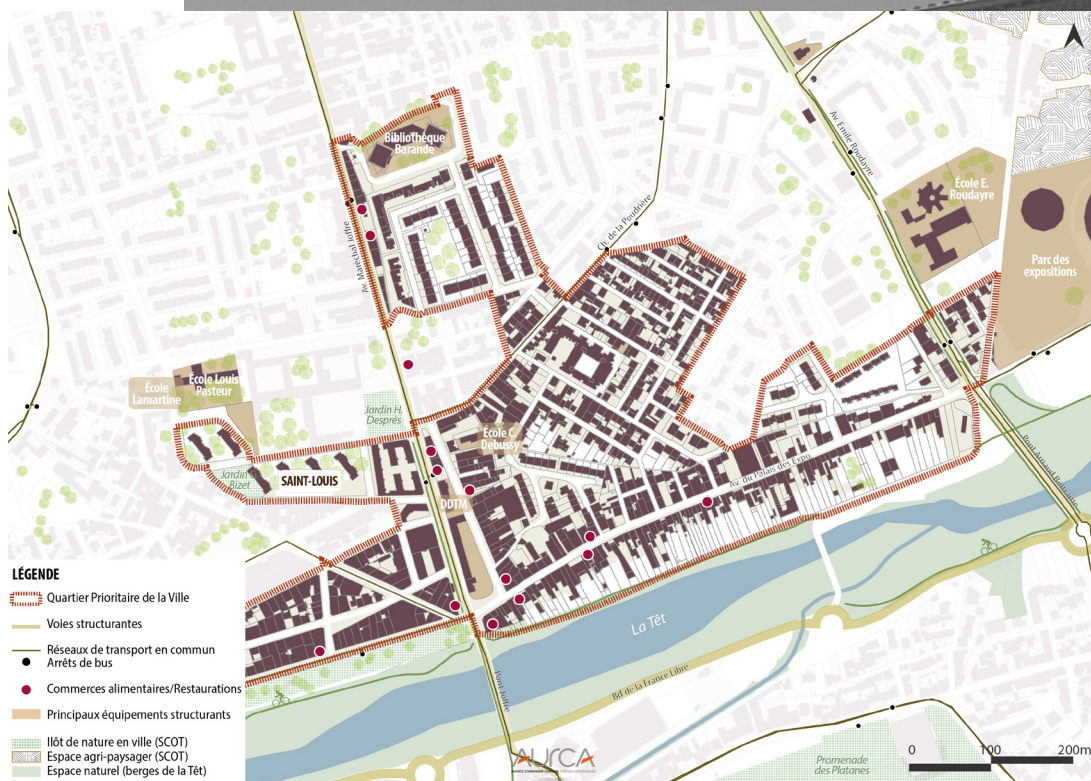 Bibliothèque
Barande
Av. Maréchal Joffre
Ch. de la Poudrière
Av. Emile Roudayre
École E.
Roudayre
Parc des
expositions
École
Lamartine
École Louis
Pasteur
Jardin H.
Després
École C.
Debussy
Jardin
Bizet
SAINT-LOUIS
DDTM
Av. du Palais des Expo
La Têt
Bd de la France Libre
Pont Joffre
Promenade
des Platanes
LÉGENDE
Quartier Prioritaire de la Ville
Voies structurantes
Réseaux de transport en commun
Arrêts de bus
Commerces alimentaires/Restaurations
Principaux équipements structurants
Ilôt de nature en ville (SCOT)
Espace agri-paysager (SCOT)
Espace naturel (berges de la Têt)
AURCA
0 100 200m